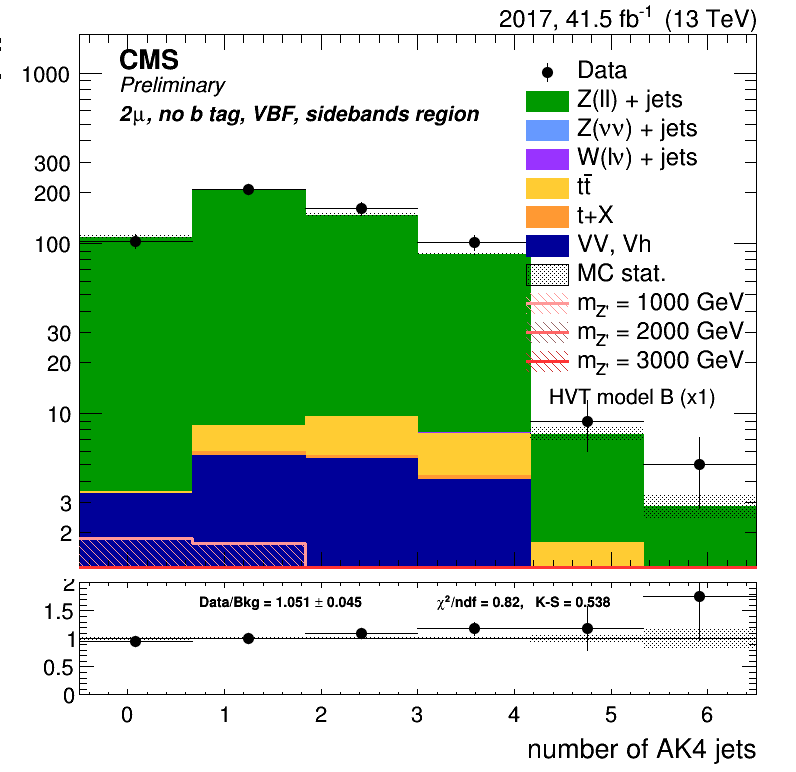 2017, 41.5 fb⁻¹ (13 TeV)
CMS
Preliminary
2μ, no b tag, VBF, sidebands region
Data
Z(ll) + jets
Z(νν) + jets
W(lν) + jets
tt̄
t+X
VV, Vh
MC stat.
m_Z' = 1000 GeV
m_Z' = 2000 GeV
m_Z' = 3000 GeV
HVT model B (x1)
1000
300
200
100
30
20
10
3
2
Data/Bkg = 1.051 ± 0.045
χ²/ndf = 0.82, K-S = 0.538
2
1.5
1
0.5
0
0 1 2 3 4 5 6
number of AK4 jets